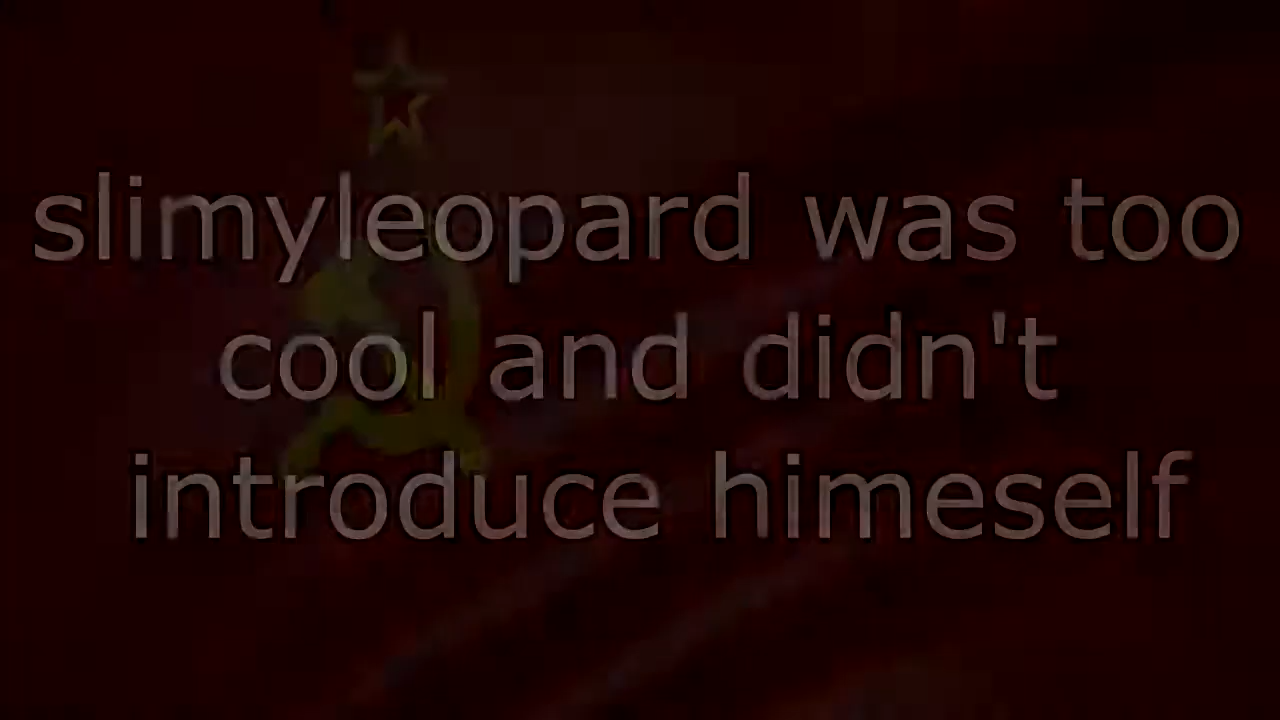 slimyleopard was too
cool and didn't
introduce himeself